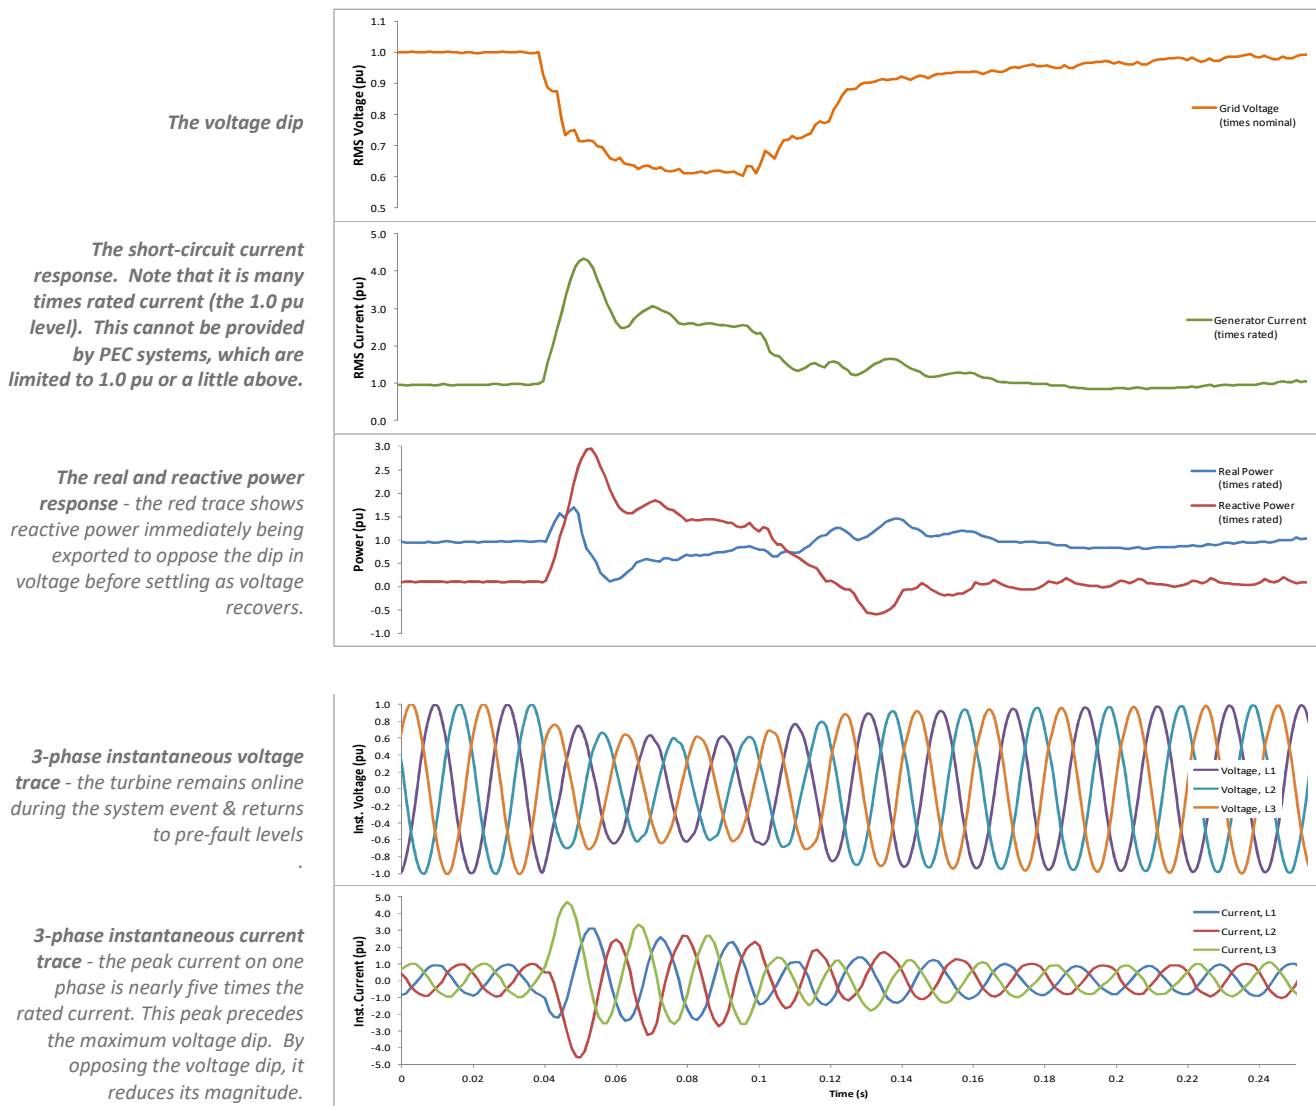 The voltage dip
1.1
1.0
0.9
0.8
0.7
0.6
0.5
RMS Voltage (pu)
Grid Voltage
(times nominal)
The short-circuit current
response. Note that it is many
times rated current (the 1.0 pu
level). This cannot be provided
by PEC systems, which are
limited to 1.0 pu or a little above.
5.0
4.0
3.0
2.0
1.0
0.0
RMS Current (pu)
Generator Current
(times rated)
The real and reactive power
response - the red trace shows
reactive power immediately being
exported to oppose the dip in
voltage before settling as voltage
recovers.
3.0
2.5
2.0
1.5
1.0
0.5
0.0
-0.5
-1.0
Power (pu)
Real Power
(times rated)
Reactive Power
(times rated)
3-phase instantaneous voltage
trace - the turbine remains online
during the system event & returns
to pre-fault levels
.
1.0
0.8
0.6
0.4
0.2
0.0
-0.2
-0.4
-0.6
-0.8
-1.0
Inst. Voltage (pu)
Voltage, L1
Voltage, L2
Voltage, L3
3-phase instantaneous current
trace - the peak current on one
phase is nearly five times the
rated current. This peak precedes
the maximum voltage dip. By
opposing the voltage dip, it
reduces its magnitude.
5.0
4.0
3.0
2.0
1.0
0.0
-1.0
-2.0
-3.0
-4.0
-5.0
Inst. Current (pu)
Current, L1
Current, L2
Current, L3
0 0.02 0.04 0.06 0.08 0.1 0.12 0.14 0.16 0.18 0.2 0.22 0.24
Time (s)